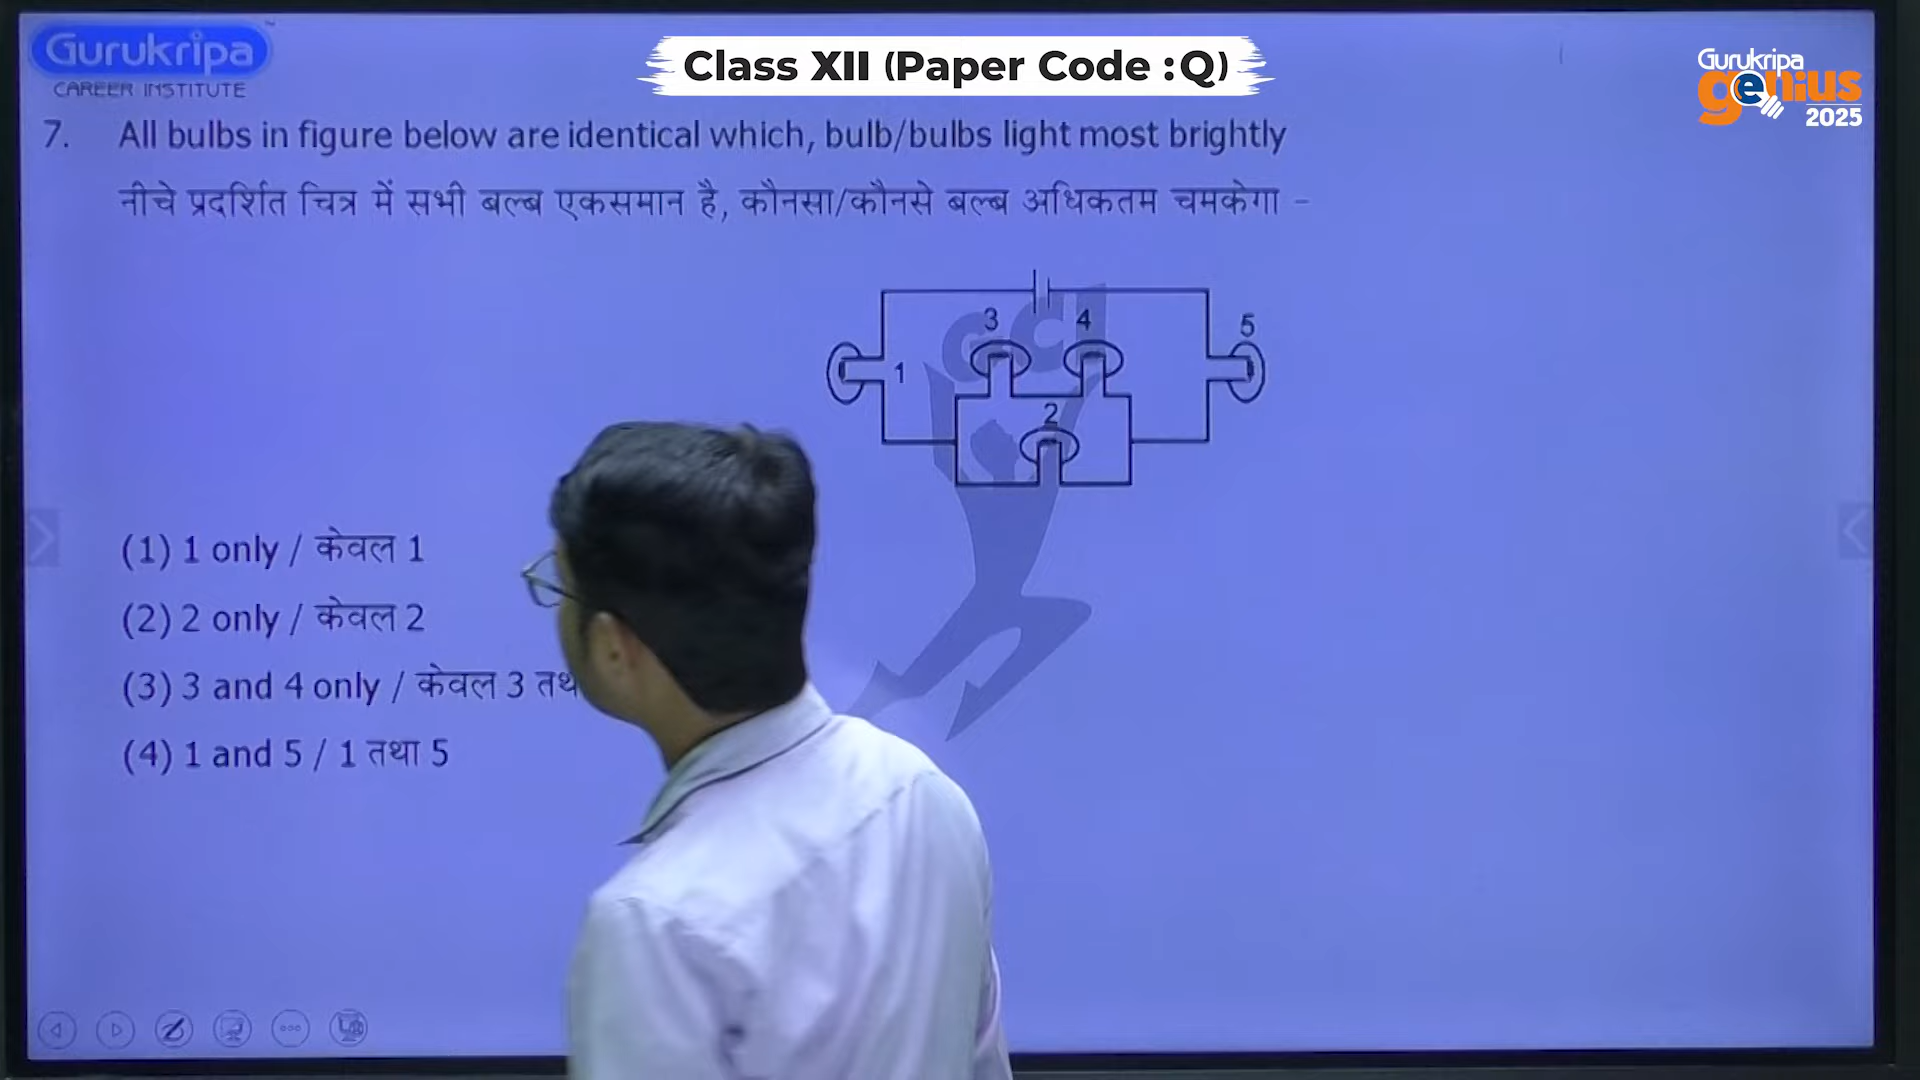 Gurukripa
CAREER INSTITUTE
Class XII (Paper Code :Q)
Gurukripa
genius
2025
7. All bulbs in figure below are identical which, bulb/bulbs light most brightly
नीचे प्रदर्शित चित्र में सभी बल्ब एकसमान है, कौनसा/कौनसे बल्ब अधिकतम चमकेगा -
GCI
3 4 5
1
2
(1) 1 only / केवल 1
(2) 2 only / केवल 2
(3) 3 and 4 only / केवल 3
(4) 1 and 5 / 1 तथा 5